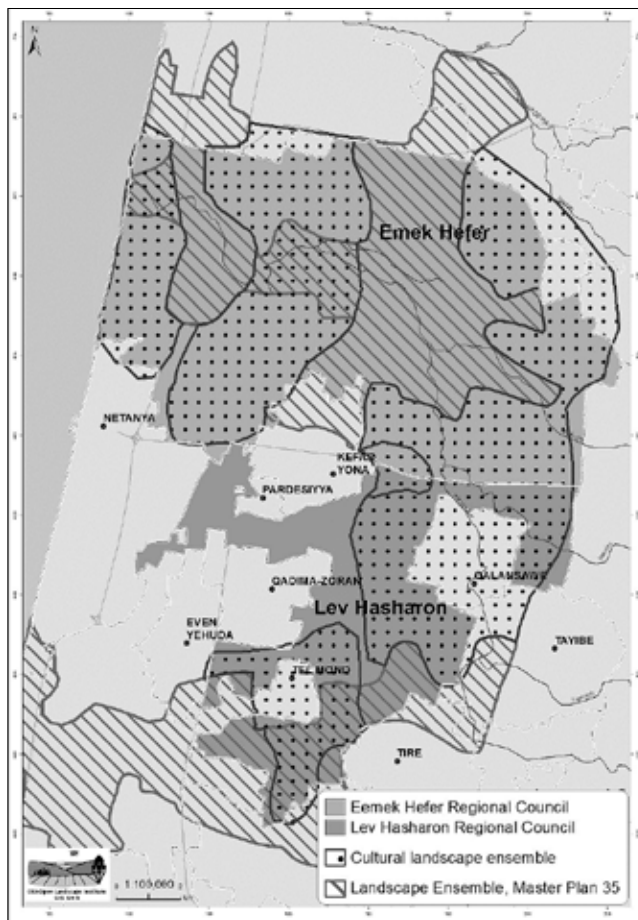 N
Emek Hefer
NETANYA
KEFAR
YONA
PARDESIYYA
QADIMA-ZORAN
QALANSAWE
Lev Hasharon
EVEN
YEHUDA
TEL MOND
TAYIBE
TIRE
Eemek Hefer Regional Council
Lev Hasharon Regional Council
Cultural landscape ensemble
Landscape Ensemble, Master Plan 35
1:100,000